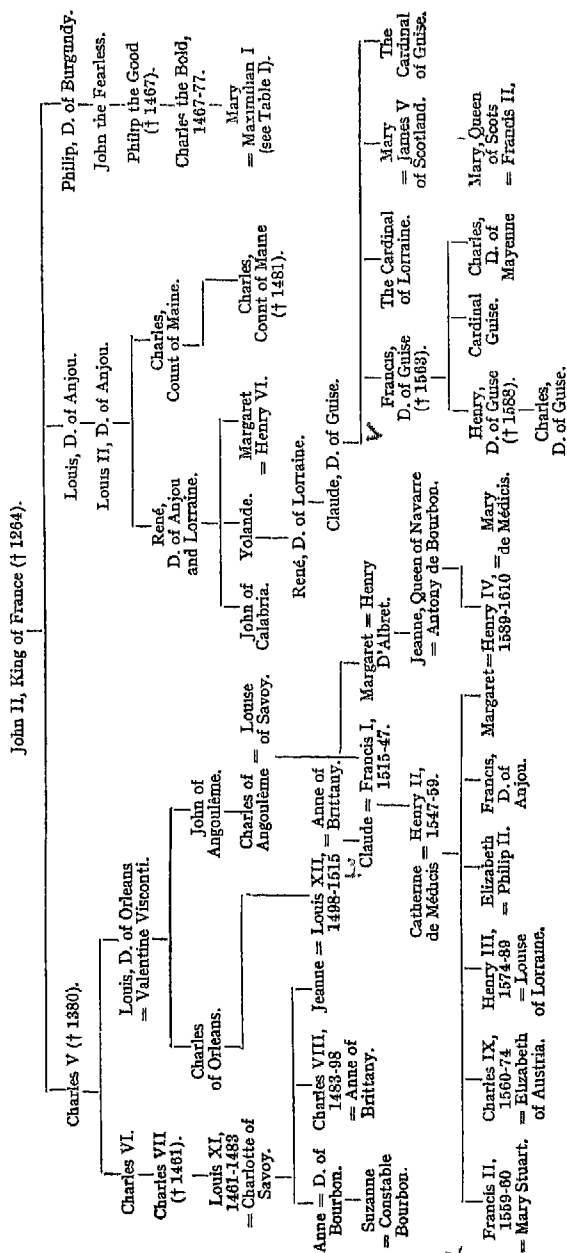 John II, King of France († 1264).
Charles V († 1380).
Louis, D. of Anjou.
Philip, D. of Burgundy.
Louis II, D. of Anjou.
John the Fearless.
Charles VI.
Louis, D. of Orleans
= Valentine Visconti.
Philip the Good
(† 1467).
Charles VII
(† 1461).
René,
D. of Anjou
and Lorraine.
Charles,
Count of Maine.
Charles the Bold,
1467-77.
Louis XI,
1461-1483
= Charlotte of
Savoy.
Charles
of Orleans.
John of
Angoulême.
John of
Calabria.
Yolande.
Margaret
= Henry VI.
Charles,
Count of Maine
(† 1481).
Mary
= Maximilian I
(see Table I).
Charles of
Angoulême
= Louise
of Savoy.
René, D. of Lorraine.
Anne = D. of
Bourbon.
Charles VIII,
1483-98
= Anne of
Brittany.
Jeanne = Louis XII,
1498-1515
= Anne of
Brittany.
Claude, D. of Guise.
Suzanne
= Constable
Bourbon.
Claude = Francis I,
1515-47.
Margaret = Henry
D'Albret.
Francis,
D. of Guise
(† 1563).
The Cardinal
of Lorraine.
Mary
= James V
of Scotland.
The
Cardinal
of Guise.
Catherine
de Médicis
= Henry II,
1547-59.
Jeanne, Queen of Navarre
= Antony de Bourbon.
Henry,
D. of Guise
(† 1588).
Cardinal
Guise.
Charles,
D. of
Mayenne
Mary, Queen
of Scots
= Francis II,
Francis II,
1559-60
= Mary Stuart.
Charles IX,
1560-74
= Elizabeth
of Austria.
Henry III,
1574-89
= Louise
of Lorraine.
Elizabeth
= Philip II.
Francis,
D. of
Anjou.
Margaret = Henry IV,
1589-1610
= Mary
de Médicis.
Charles,
D. of Guise.